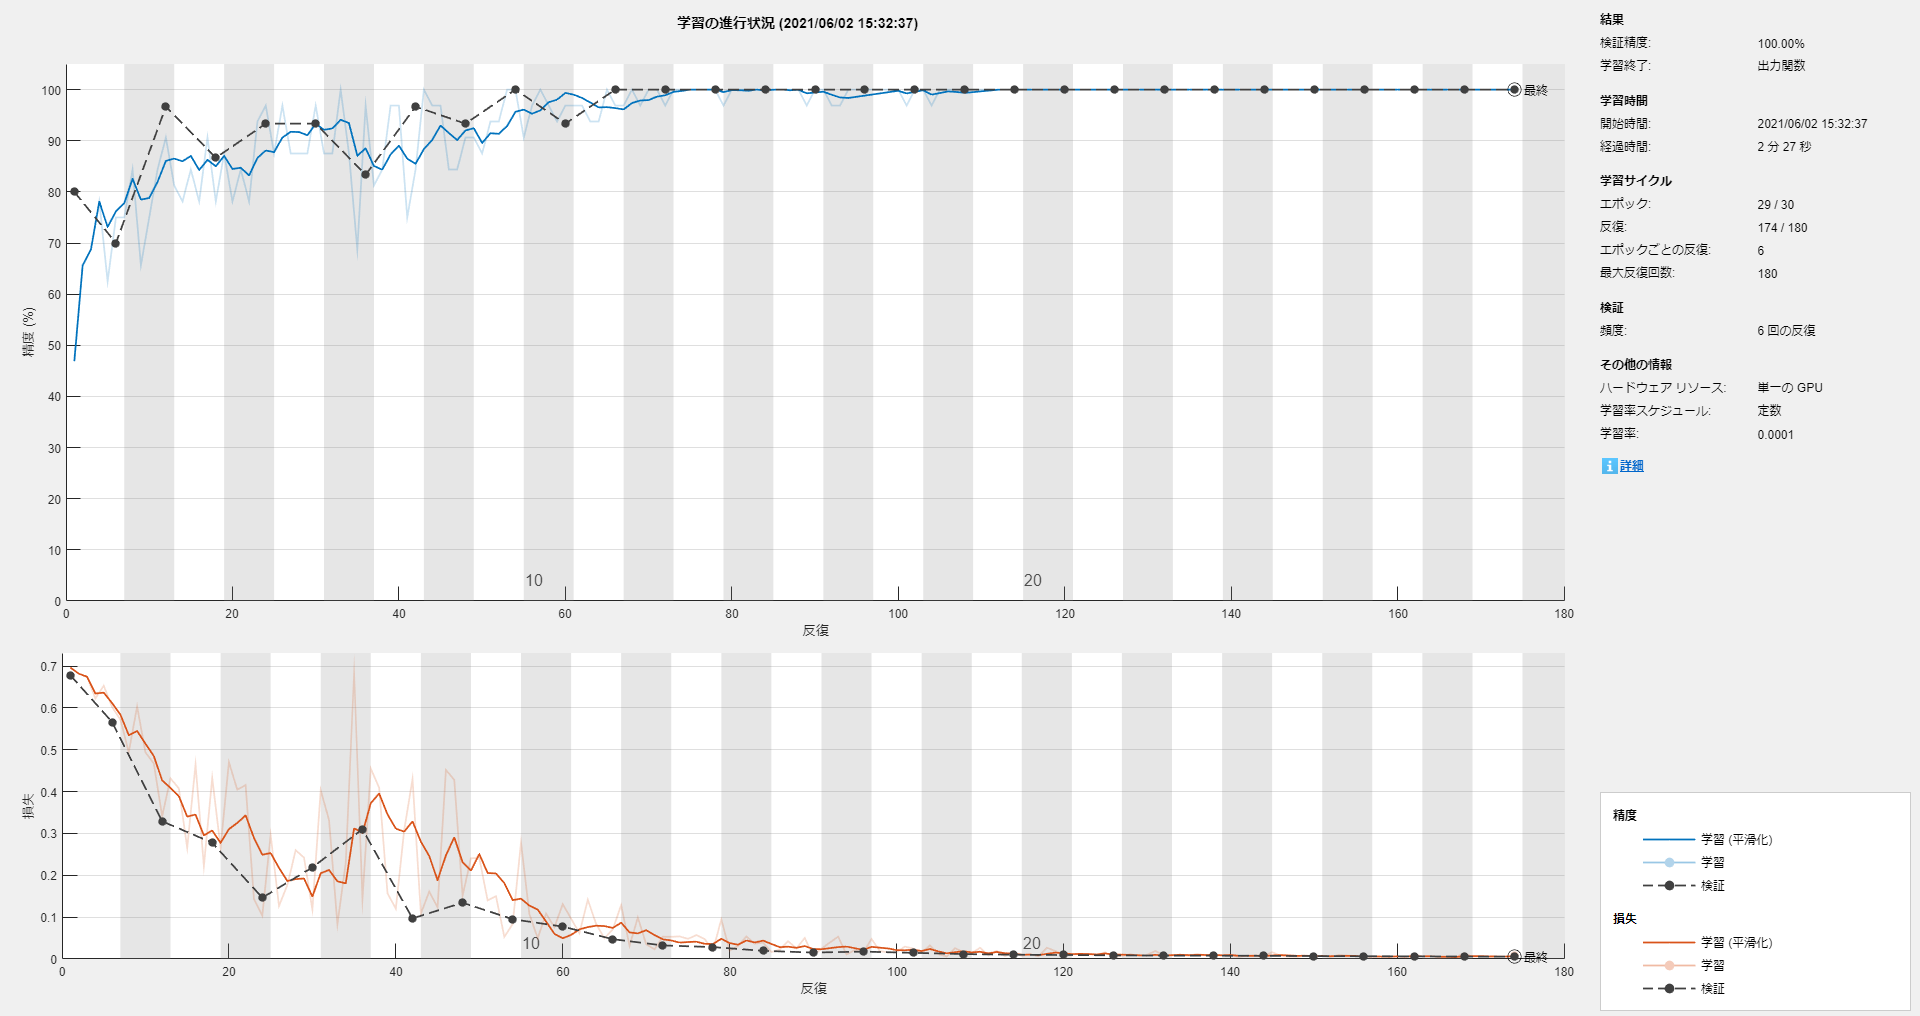 学習の進行状況 (2021/06/02 15:32:37)
100
90
80
70
60
50
40
30
20
10
0
精度 (%)
10
20
最終
0
20
40
60
80
100
120
140
160
180
反復
0.7
0.6
0.5
0.4
0.3
0.2
0.1
0
損失
10
20
最終
0
20
40
60
80
100
120
140
160
180
反復
結果
検証精度: 100.00%
学習終了: 出力関数
学習時間
開始時間: 2021/06/02 15:32:37
経過時間: 2 分 27 秒
学習サイクル
エポック: 29 / 30
反復: 174 / 180
エポックごとの反復: 6
最大反復回数: 180
検証
頻度: 6 回の反復
その他の情報
ハードウェア リソース: 単一の GPU
学習率スケジュール: 定数
学習率: 0.0001
i 詳細
精度
学習 (平滑化)
学習
検証
損失
学習 (平滑化)
学習
検証